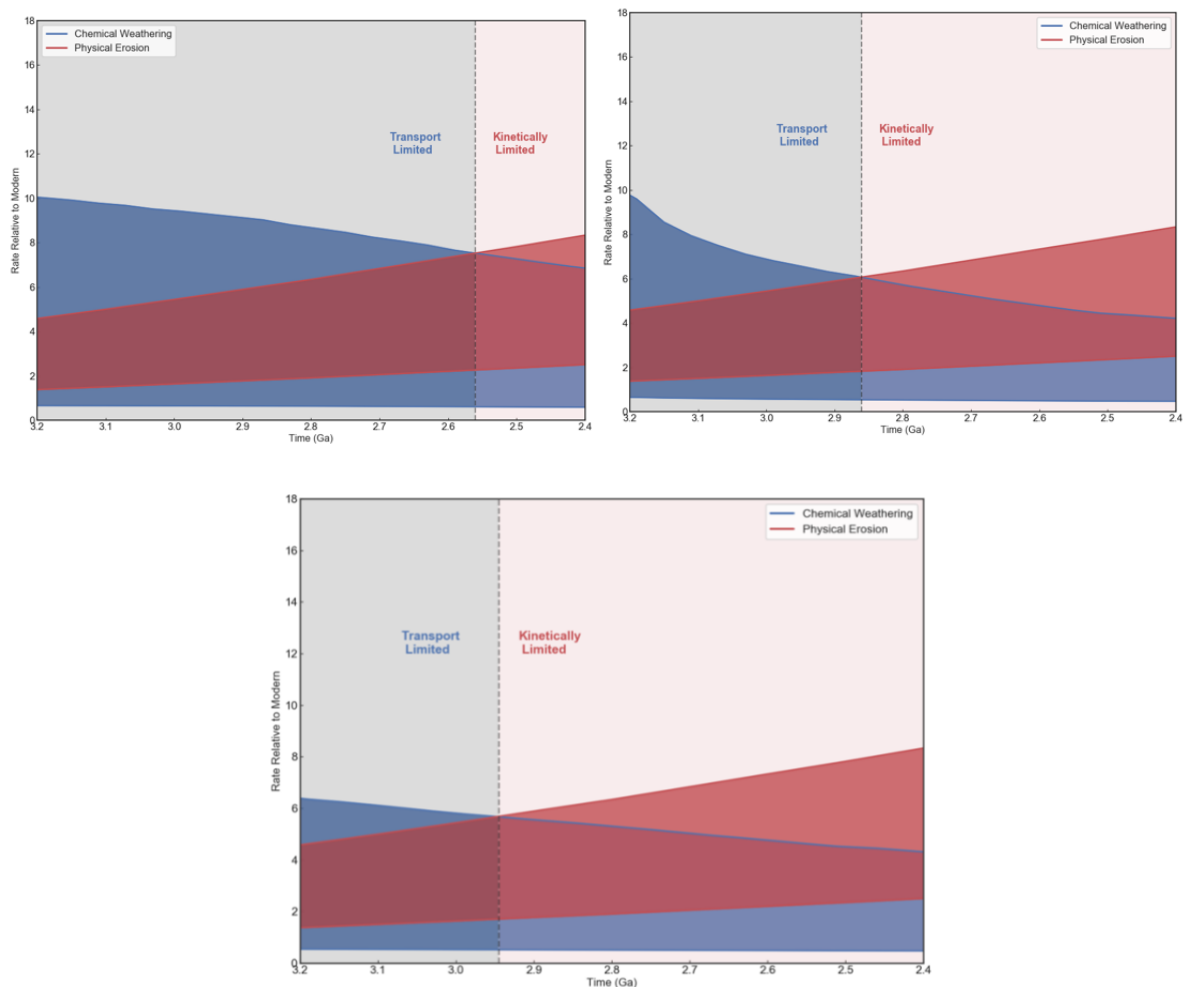 18
16
14
12
10
8
6
4
2
0
Rate Relative to Modern
Chemical Weathering
Physical Erosion
Transport
Limited
Kinetically
Limited
3.2 3.1 3.0 2.9 2.8 2.7 2.6 2.5 2.4
Time (Ga)
18
16
14
12
10
8
6
4
2
0
Rate Relative to Modern
Chemical Weathering
Physical Erosion
Transport
Limited
Kinetically
Limited
3.2 3.1 3.0 2.9 2.8 2.7 2.6 2.5 2.4
Time (Ga)
18
16
14
12
10
8
6
4
2
0
Rate Relative to Modern
Chemical Weathering
Physical Erosion
Transport
Limited
Kinetically
Limited
3.2 3.1 3.0 2.9 2.8 2.7 2.6 2.5 2.4
Time (Ga)